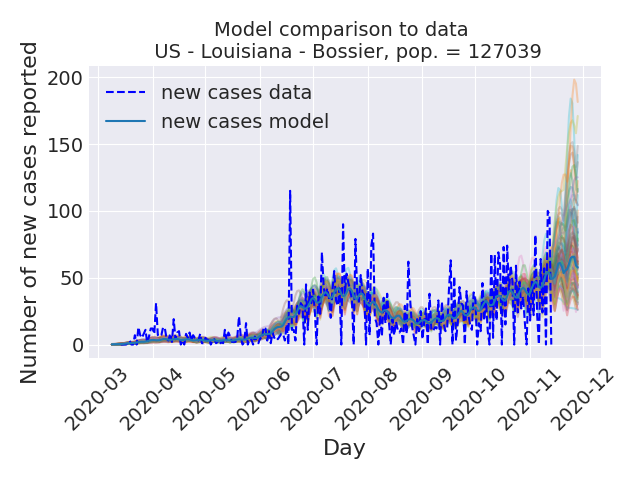 Model comparison to data
US - Louisiana - Bossier, pop. = 127039
Number of new cases reported
200
150
100
50
0
new cases data
new cases model
2020-03
2020-04
2020-05
2020-06
2020-07
2020-08
2020-09
2020-10
2020-11
2020-12
Day